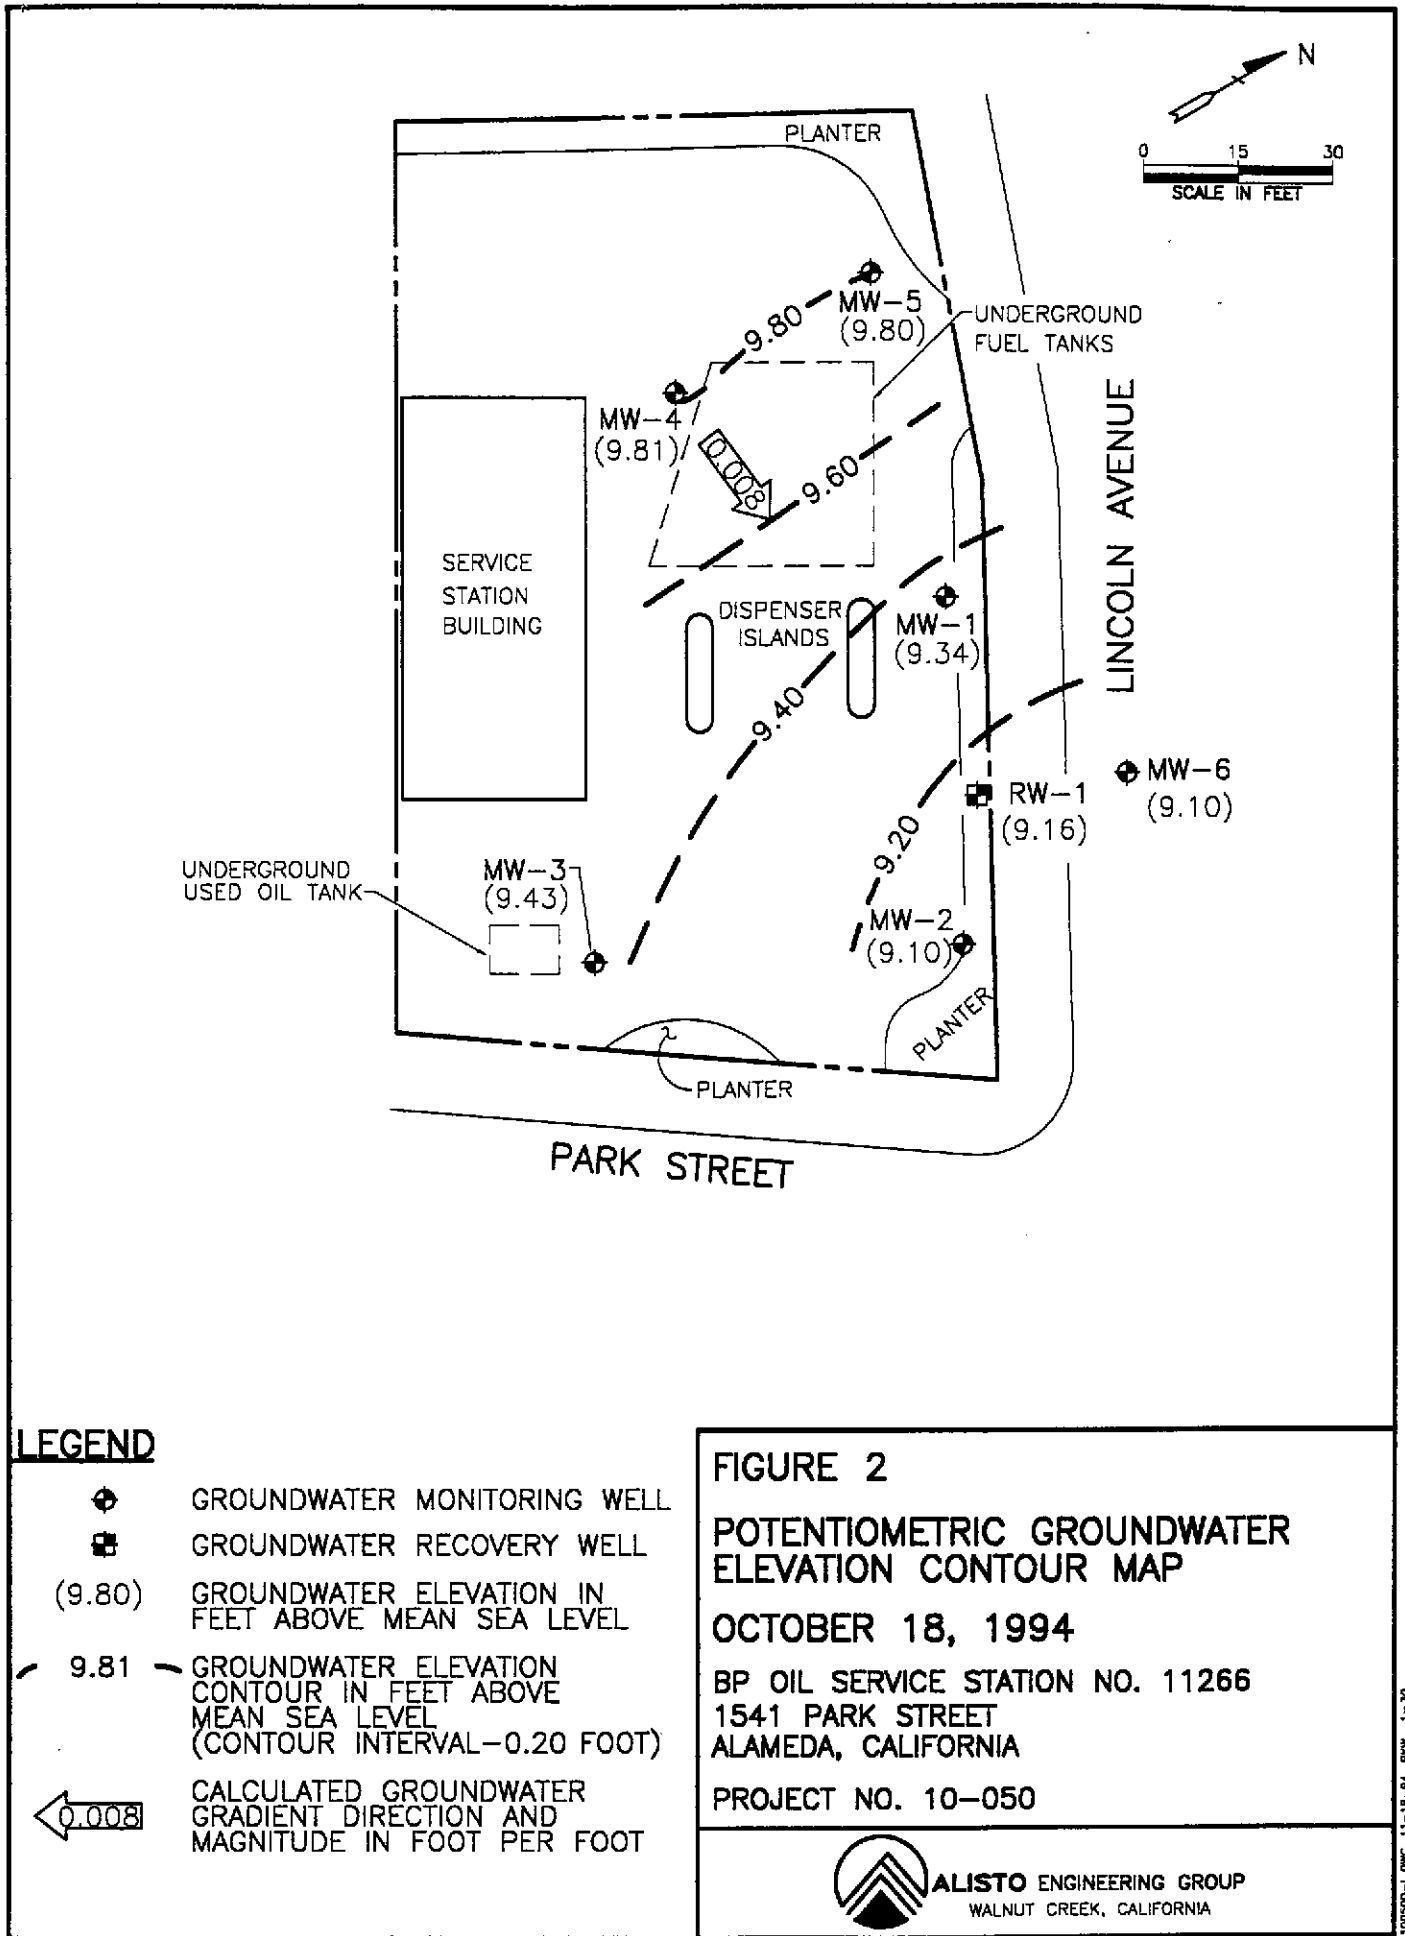 N
0 15 30
SCALE IN FEET
PLANTER
MW-5
(9.80)
9.80
UNDERGROUND
FUEL TANKS
MW-4
(9.81)
0.008
9.60
LINCOLN AVENUE
SERVICE
STATION
BUILDING
DISPENSER
ISLANDS
MW-1
(9.34)
9.40
MW-6
(9.10)
RW-1
(9.16)
9.20
UNDERGROUND
USED OIL TANK
MW-3
(9.43)
MW-2
(9.10)
PLANTER
PLANTER
PARK STREET
LEGEND
GROUNDWATER MONITORING WELL
GROUNDWATER RECOVERY WELL
(9.80) GROUNDWATER ELEVATION IN
FEET ABOVE MEAN SEA LEVEL
9.81 GROUNDWATER ELEVATION
CONTOUR IN FEET ABOVE
MEAN SEA LEVEL
(CONTOUR INTERVAL-0.20 FOOT)
0.008 CALCULATED GROUNDWATER
GRADIENT DIRECTION AND
MAGNITUDE IN FOOT PER FOOT
FIGURE 2
POTENTIOMETRIC GROUNDWATER
ELEVATION CONTOUR MAP
OCTOBER 18, 1994
BP OIL SERVICE STATION NO. 11266
1541 PARK STREET
ALAMEDA, CALIFORNIA
PROJECT NO. 10-050
ALISTO ENGINEERING GROUP
WALNUT CREEK, CALIFORNIA